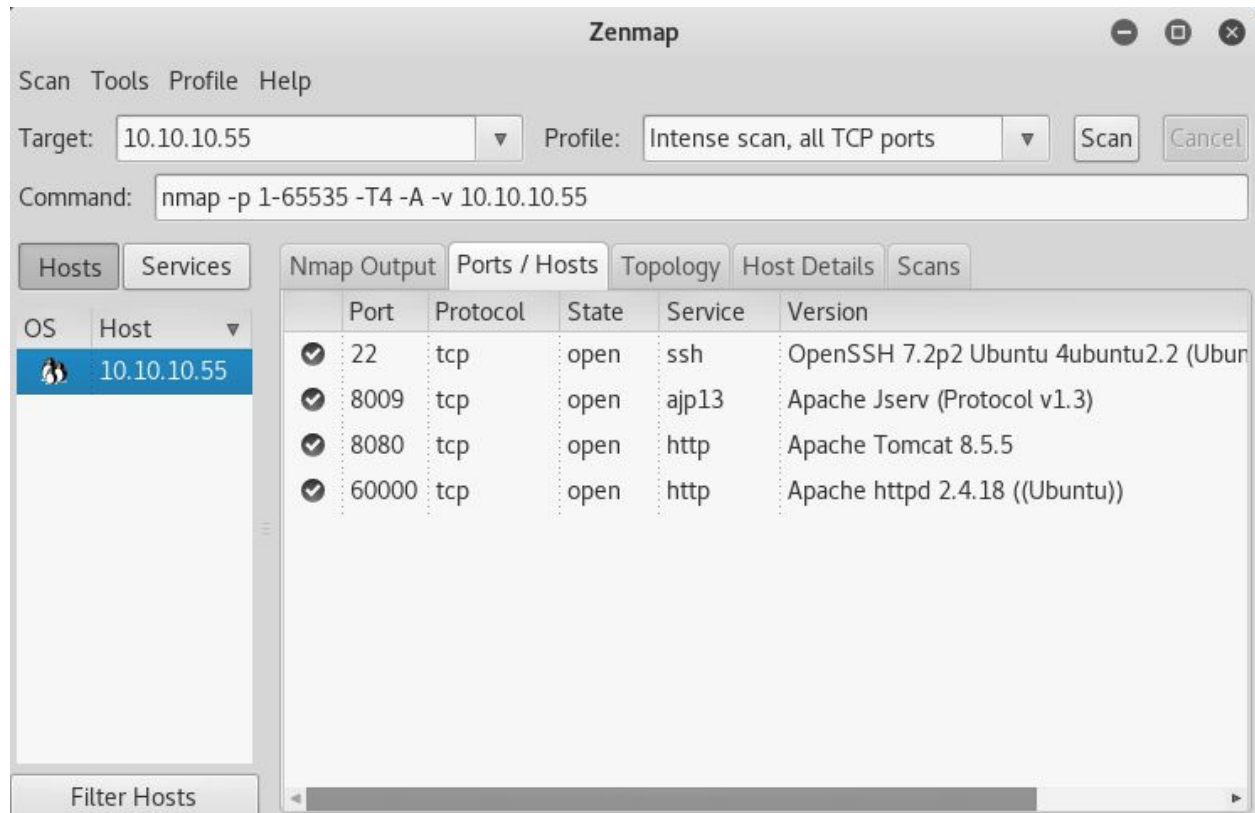 Zenmap
Scan Tools Profile Help
Target: 10.10.10.55 Profile: Intense scan, all TCP ports Scan Cancel
Command: nmap -p 1-65535 -T4 -A -v 10.10.10.55
Hosts Services Nmap Output Ports / Hosts Topology Host Details Scans
OS Host Port Protocol State Service Version
10.10.10.55
22 tcp open ssh OpenSSH 7.2p2 Ubuntu 4ubuntu2.2 (Ubun
8009 tcp open ajp13 Apache Jserv (Protocol v1.3)
8080 tcp open http Apache Tomcat 8.5.5
60000 tcp open http Apache httpd 2.4.18 ((Ubuntu))
Filter Hosts